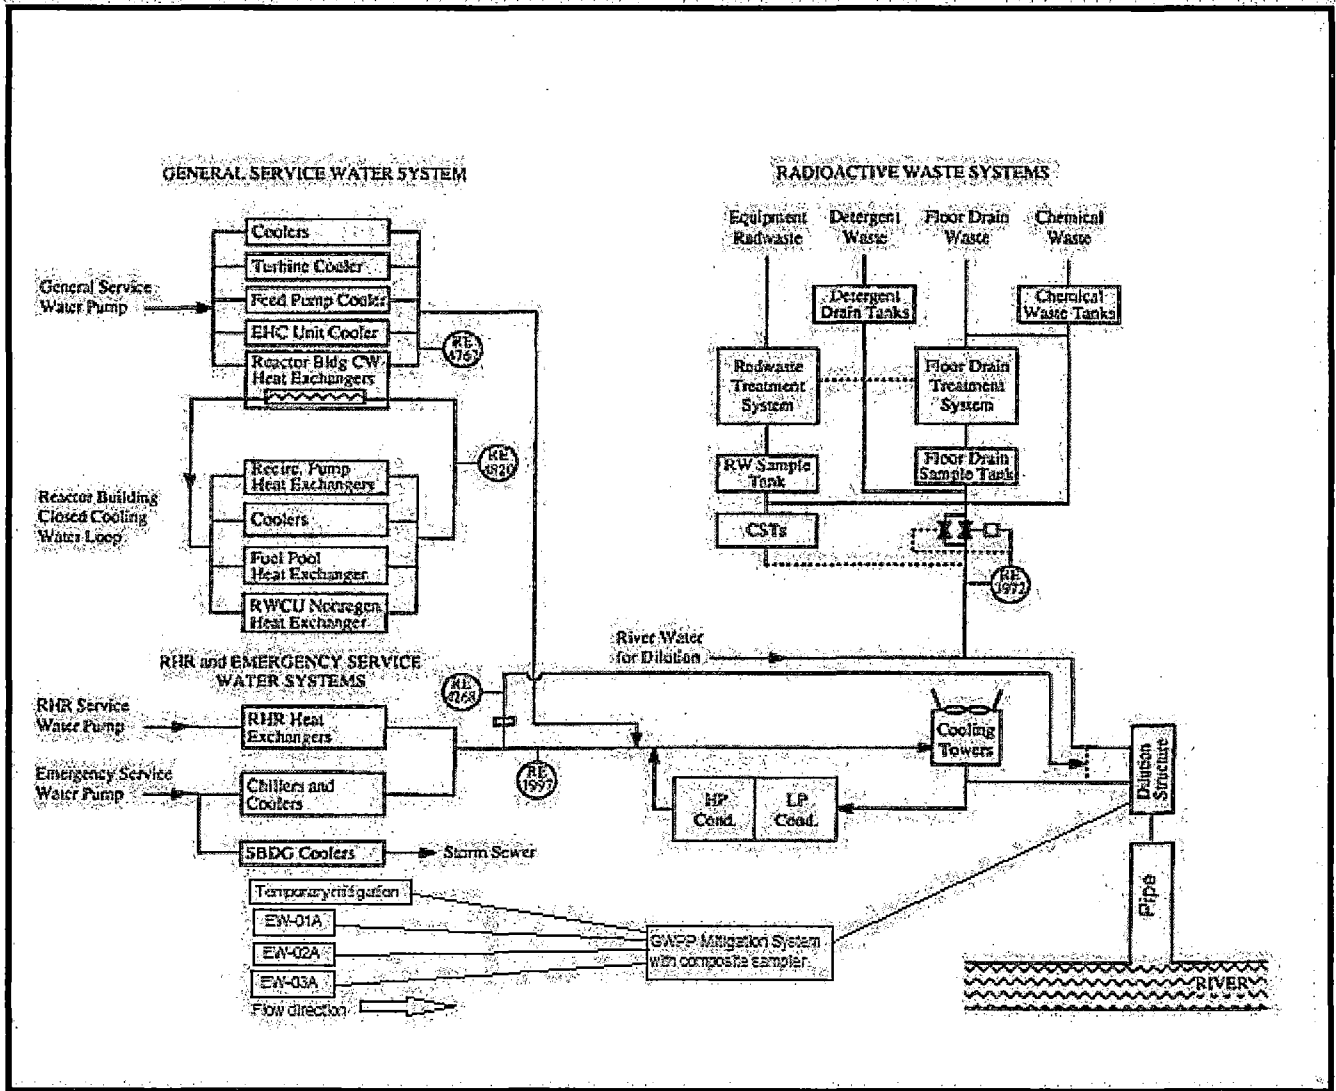 GENERAL SERVICE WATER SYSTEM
Coolers
Turbine Cooler
Feed Pump Cooler
EHC Unit Cooler
Reactor Bldg CW
Heat Exchangers
General Service
Water Pump
RE
4767
RE
4820
Recirc. Pump
Heat Exchangers
Coolers
Fuel Pool
Heat Exchanger
RWCU Nonregen
Heat Exchanger
Reactor Building
Closed Cooling
Water Loop
RHR and EMERGENCY SERVICE
WATER SYSTEMS
RHR Service
Water Pump
RHR Heat
Exchangers
Emergency Service
Water Pump
Chillers and
Coolers
SBDG Coolers
Storm Sewer
RE
4268
RE
1997
RADIOACTIVE WASTE SYSTEMS
Equipment
Radwaste
Detergent
Waste
Floor Drain
Waste
Chemical
Waste
Detergent
Drain Tanks
Chemical
Waste Tanks
Radwaste
Treatment
System
Floor Drain
Treatment
System
RW Sample
Tank
Floor Drain
Sample Tank
CSTs
RE
3972
River Water
for Dilution
Cooling
Towers
HP
Cond.
LP
Cond.
Dilution
Structure
Pipe
RIVER
Temporary mitigation
EW-01A
EW-02A
EW-03A
GWPP Mitigation System
with composite sampler
Flow direction